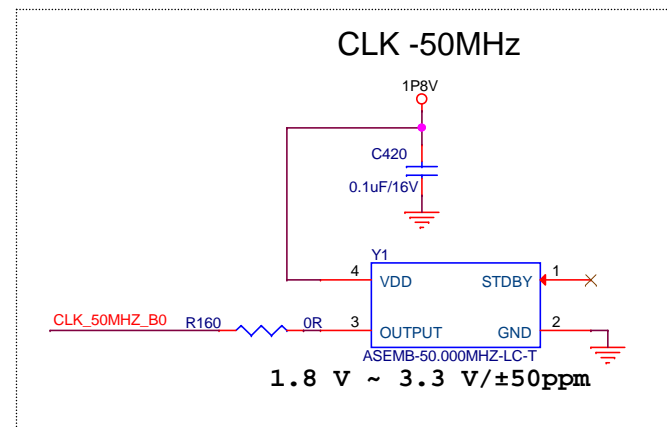 CLK -50MHz
1P8V
C420
0.1uF/16V
Y1
4 VDD STDBY 1
CLK_50MHZ_B0 R160 0R 3 OUTPUT GND 2
ASEMB-50.000MHZ-LC-T
1.8 V ~ 3.3 V/±50ppm